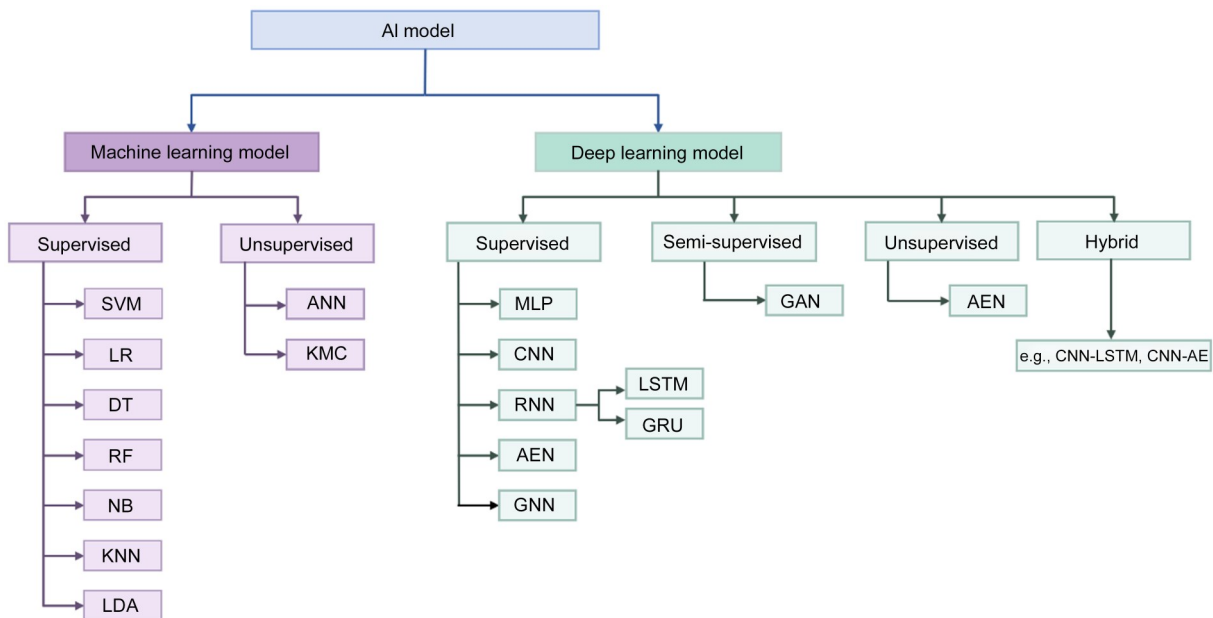 AI model
Machine learning model
Deep learning model
Supervised
Unsupervised
Supervised
Semi-supervised
Unsupervised
Hybrid
SVM
LR
DT
RF
NB
KNN
LDA
ANN
KMC
MLP
CNN
RNN
LSTM
GRU
AEN
GNN
GAN
AEN
e.g., CNN-LSTM, CNN-AE